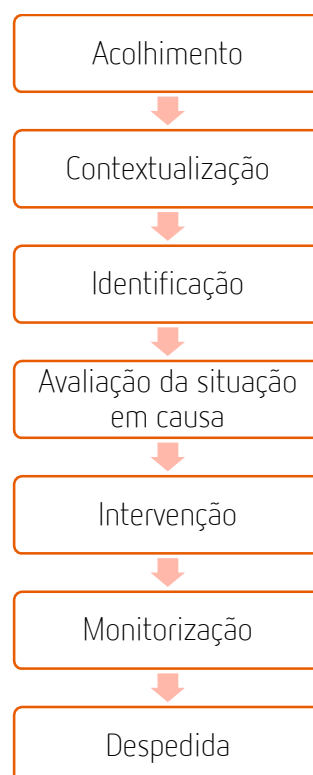 Acolhimento
Contextualização
Identificação
Avaliação da situação
em causa
Intervenção
Monitorização
Despedida